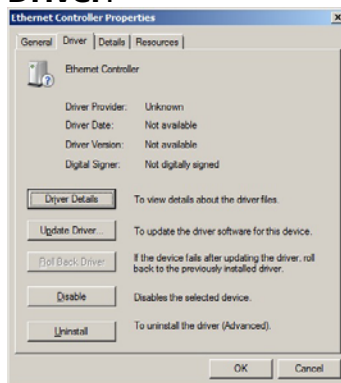 Ethernet Controller Properties
General Driver Details Resources
Ethernet Controller
Driver Provider: Unknown
Driver Date: Not available
Driver Version: Not available
Digital Signer: Not digitally signed
Driver Details To view details about the driver files.
Update Driver... To update the driver software for this device.
Roll Back Driver If the device fails after updating the driver, roll
back to the previously installed driver.
Disable Disables the selected device.
Uninstall To uninstall the driver (Advanced).
OK Cancel